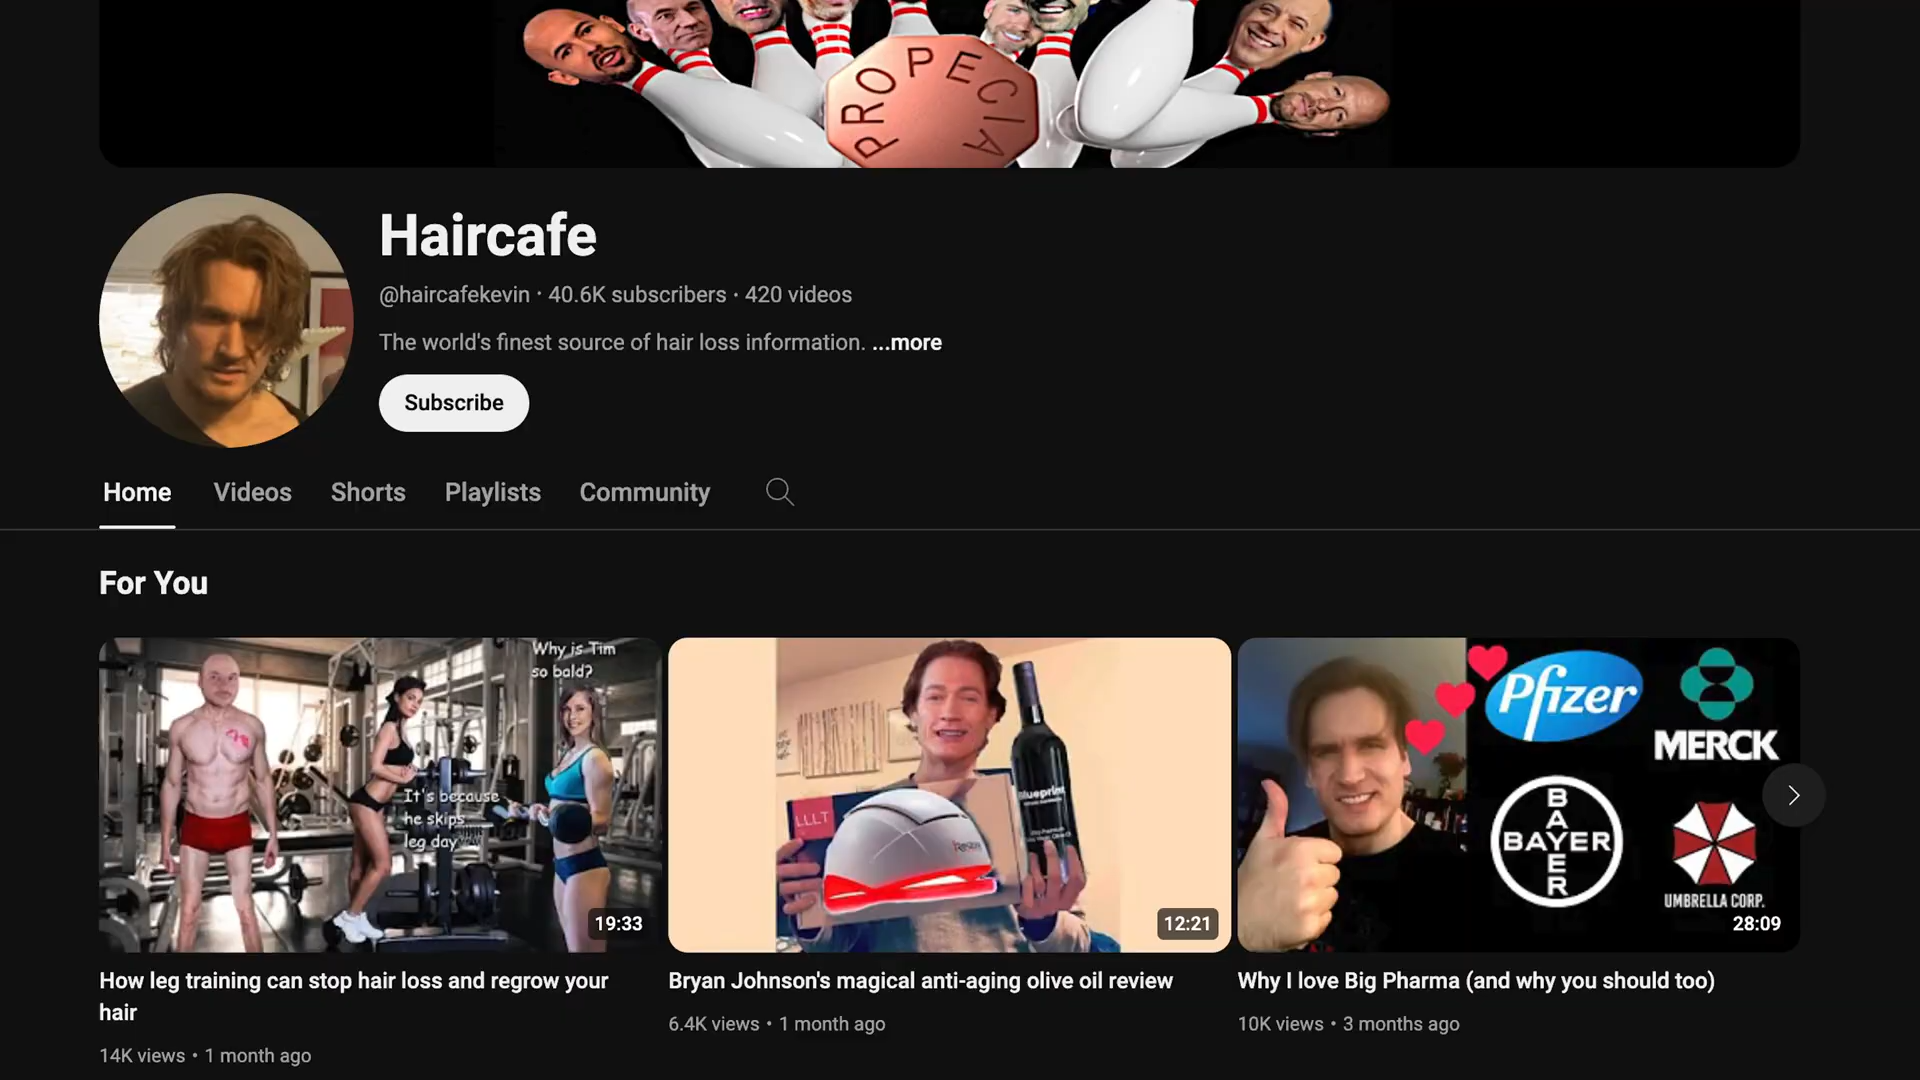 PROPECIA
Haircafe
@haircafekevin · 40.6K subscribers · 420 videos
The world's finest source of hair loss information. ...more
Subscribe
Home
Videos
Shorts
Playlists
Community
For You
Why is Tim
so bald?
It's because
he skips
leg day
19:33
LLLT
Blueprint
12:21
Pfizer
MERCK
BAYER
BAYER
UMBRELLA CORP.
28:09
How leg training can stop hair loss and regrow your
hair
14K views • 1 month ago
Bryan Johnson's magical anti-aging olive oil review
6.4K views • 1 month ago
Why I love Big Pharma (and why you should too)
10K views • 3 months ago